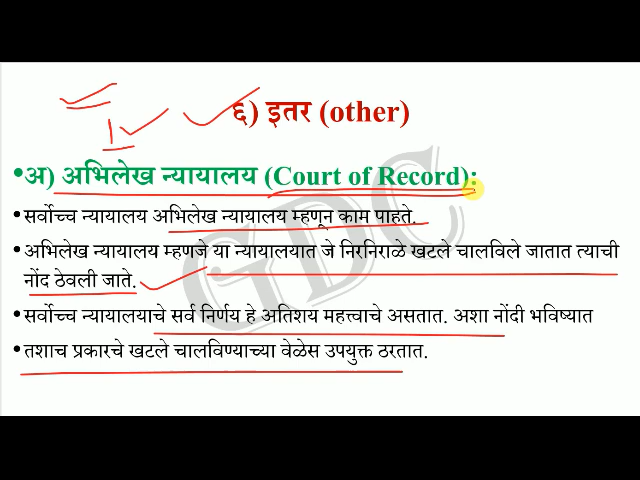 ६) इतर (other)
•अ) अभिलेख न्यायालय (Court of Record):
•सर्वोच्च न्यायालय अभिलेख न्यायालय म्हणून काम पाहते.
•अभिलेख न्यायालय म्हणजे या न्यायालयात जे निरनिराळे खटले चालविले जातात त्याची
नोंद ठेवली जाते.
•सर्वोच्च न्यायालयाचे सर्व निर्णय हे अतिशय महत्त्वाचे असतात. अशा नोंदी भविष्यात
•तशाच प्रकारचे खटले चालविण्याच्या वेळेस उपयुक्त ठरतात.
GDC